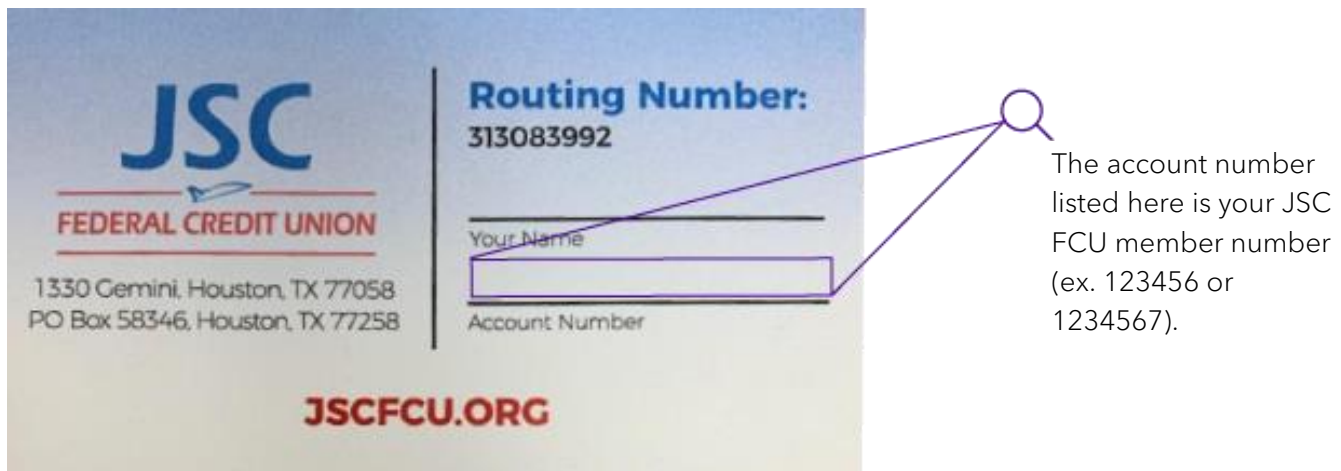 JSC
FEDERAL CREDIT UNION
1330 Gemini, Houston, TX 77058
PO Box 58346, Houston, TX 77258
Routing Number:
313083992
Your Name
Account Number
JSCFCU.ORG
The account number
listed here is your JSC
FCU member number
(ex. 123456 or
1234567).